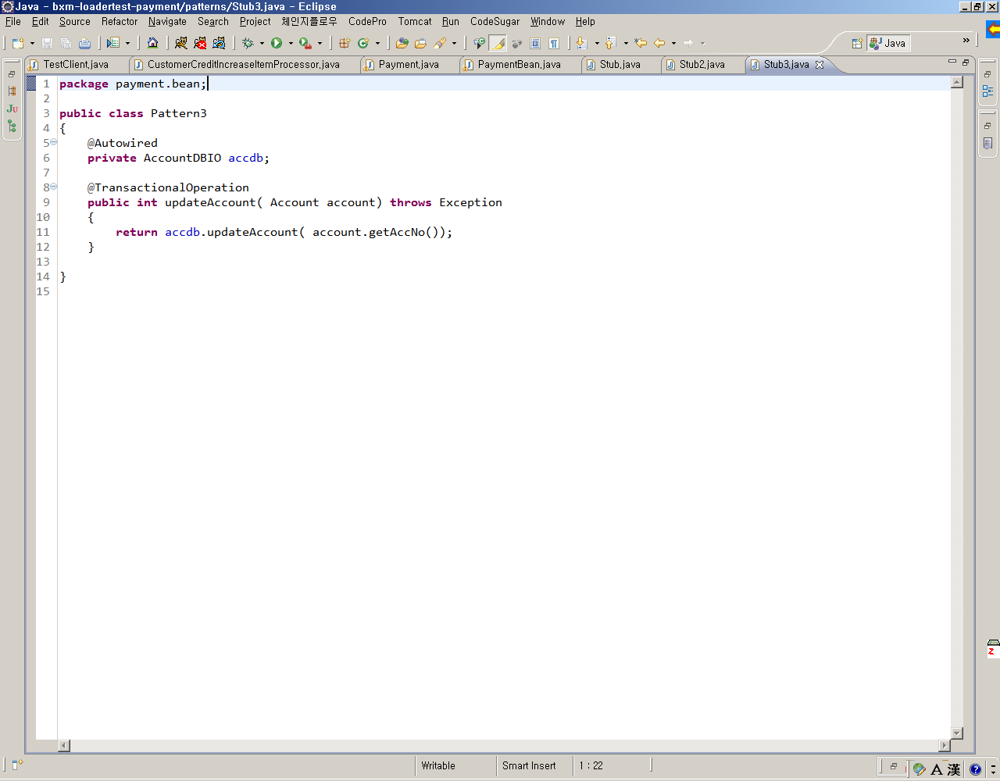 Java - bxm-loadertest-payment/patterns/Stub3.java - Eclipse
File Edit Source Refactor Navigate Search Project 체인지플로우 CodePro Tomcat Run CodeSugar Window Help
» Java
TestClient.java CustomerCreditIncreaseItemProcessor.java Payment.java PaymentBean.java Stub.java Stub2.java Stub3.java
1 package payment.bean;
2
3 public class Pattern3
4 {
5 @Autowired
6 private AccountDBIO accdb;
7
8 @TransactionalOperation
9 public int updateAccount( Account account) throws Exception
10 {
11 return accdb.updateAccount( account.getAccNo());
12 }
13
14 }
15
JU
Z
Writable Smart Insert 1 : 22
A 漢 ?